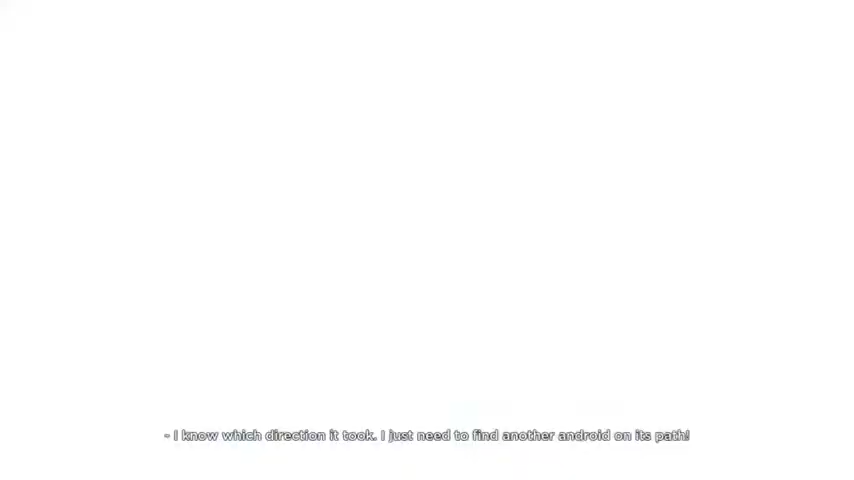 - I know which direction it took. I just need to find another android on its path!